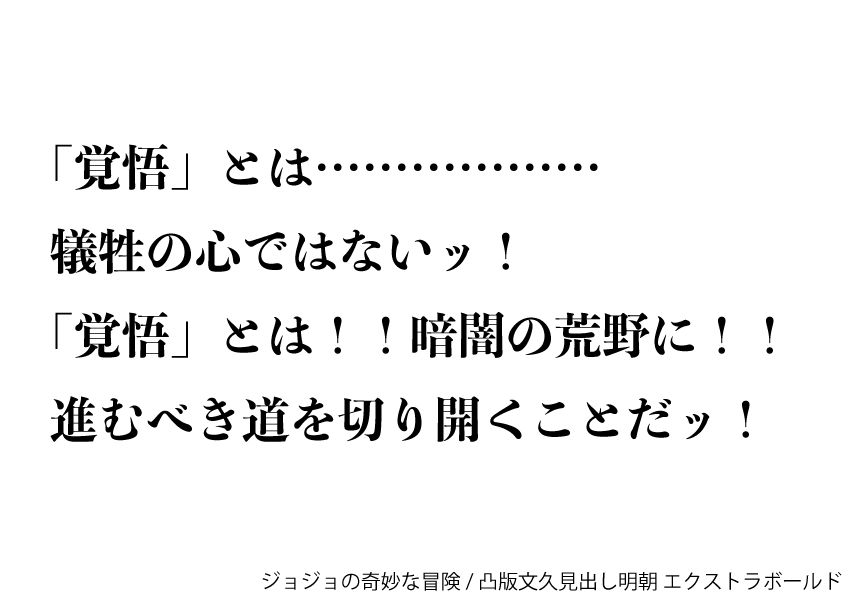 「覚悟」とは………………
犠牲の心ではないッ！
「覚悟」とは！！暗闇の荒野に！！
進むべき道を切り開くことだッ！
ジョジョの奇妙な冒険 / 凸版文久見出し明朝 エクストラボールド